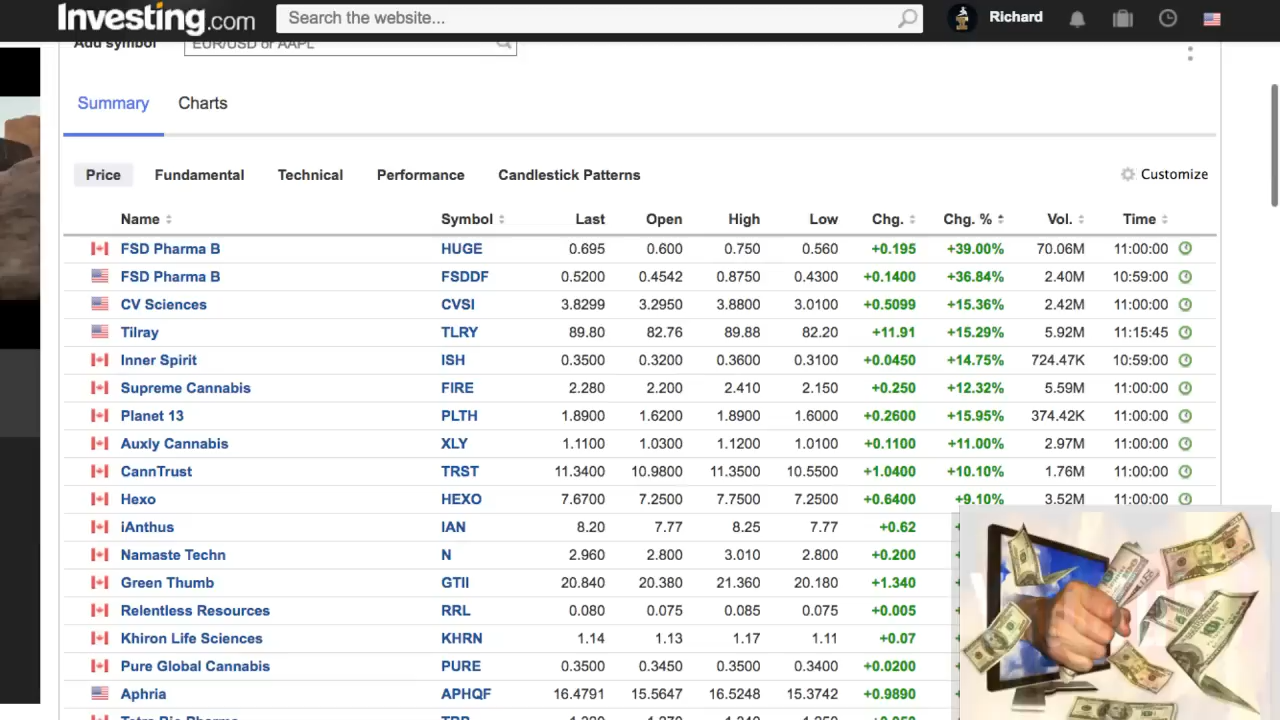 Investing.com Search the website... Richard
Add symbol EUR/USD or AAPL
Summary Charts
Price Fundamental Technical Performance Candlestick Patterns Customize
Name Symbol Last Open High Low Chg. Chg. % Vol. Time
FSD Pharma B HUGE 0.695 0.600 0.750 0.560 +0.195 +39.00% 70.06M 11:00:00
FSD Pharma B FSDDF 0.5200 0.4542 0.8750 0.4300 +0.1400 +36.84% 2.40M 10:59:00
CV Sciences CVSI 3.8299 3.2950 3.8800 3.0100 +0.5099 +15.36% 2.42M 11:00:00
Tilray TLRY 89.80 82.76 89.88 82.20 +11.91 +15.29% 5.92M 11:15:45
Inner Spirit ISH 0.3500 0.3200 0.3600 0.3100 +0.0450 +14.75% 724.47K 10:59:00
Supreme Cannabis FIRE 2.280 2.200 2.410 2.150 +0.250 +12.32% 5.59M 11:00:00
Planet 13 PLTH 1.8900 1.6200 1.8900 1.6000 +0.2600 +15.95% 374.42K 11:00:00
Auxly Cannabis XLY 1.1100 1.0300 1.1200 1.0100 +0.1100 +11.00% 2.97M 11:00:00
CannTrust TRST 11.3400 10.9800 11.3500 10.5500 +1.0400 +10.10% 1.76M 11:00:00
Hexo HEXO 7.6700 7.2500 7.7500 7.2500 +0.6400 +9.10% 3.52M 11:00:00
iAnthus IAN 8.20 7.77 8.25 7.77 +0.62
Namaste Techn N 2.960 2.800 3.010 2.800 +0.200
Green Thumb GTII 20.840 20.380 21.360 20.180 +1.340
Relentless Resources RRL 0.080 0.075 0.085 0.075 +0.005
Khiron Life Sciences KHRN 1.14 1.13 1.17 1.11 +0.07
Pure Global Cannabis PURE 0.3500 0.3450 0.3500 0.3400 +0.0200
Aphria APHQF 16.4791 15.5647 16.5248 15.3742 +0.9890